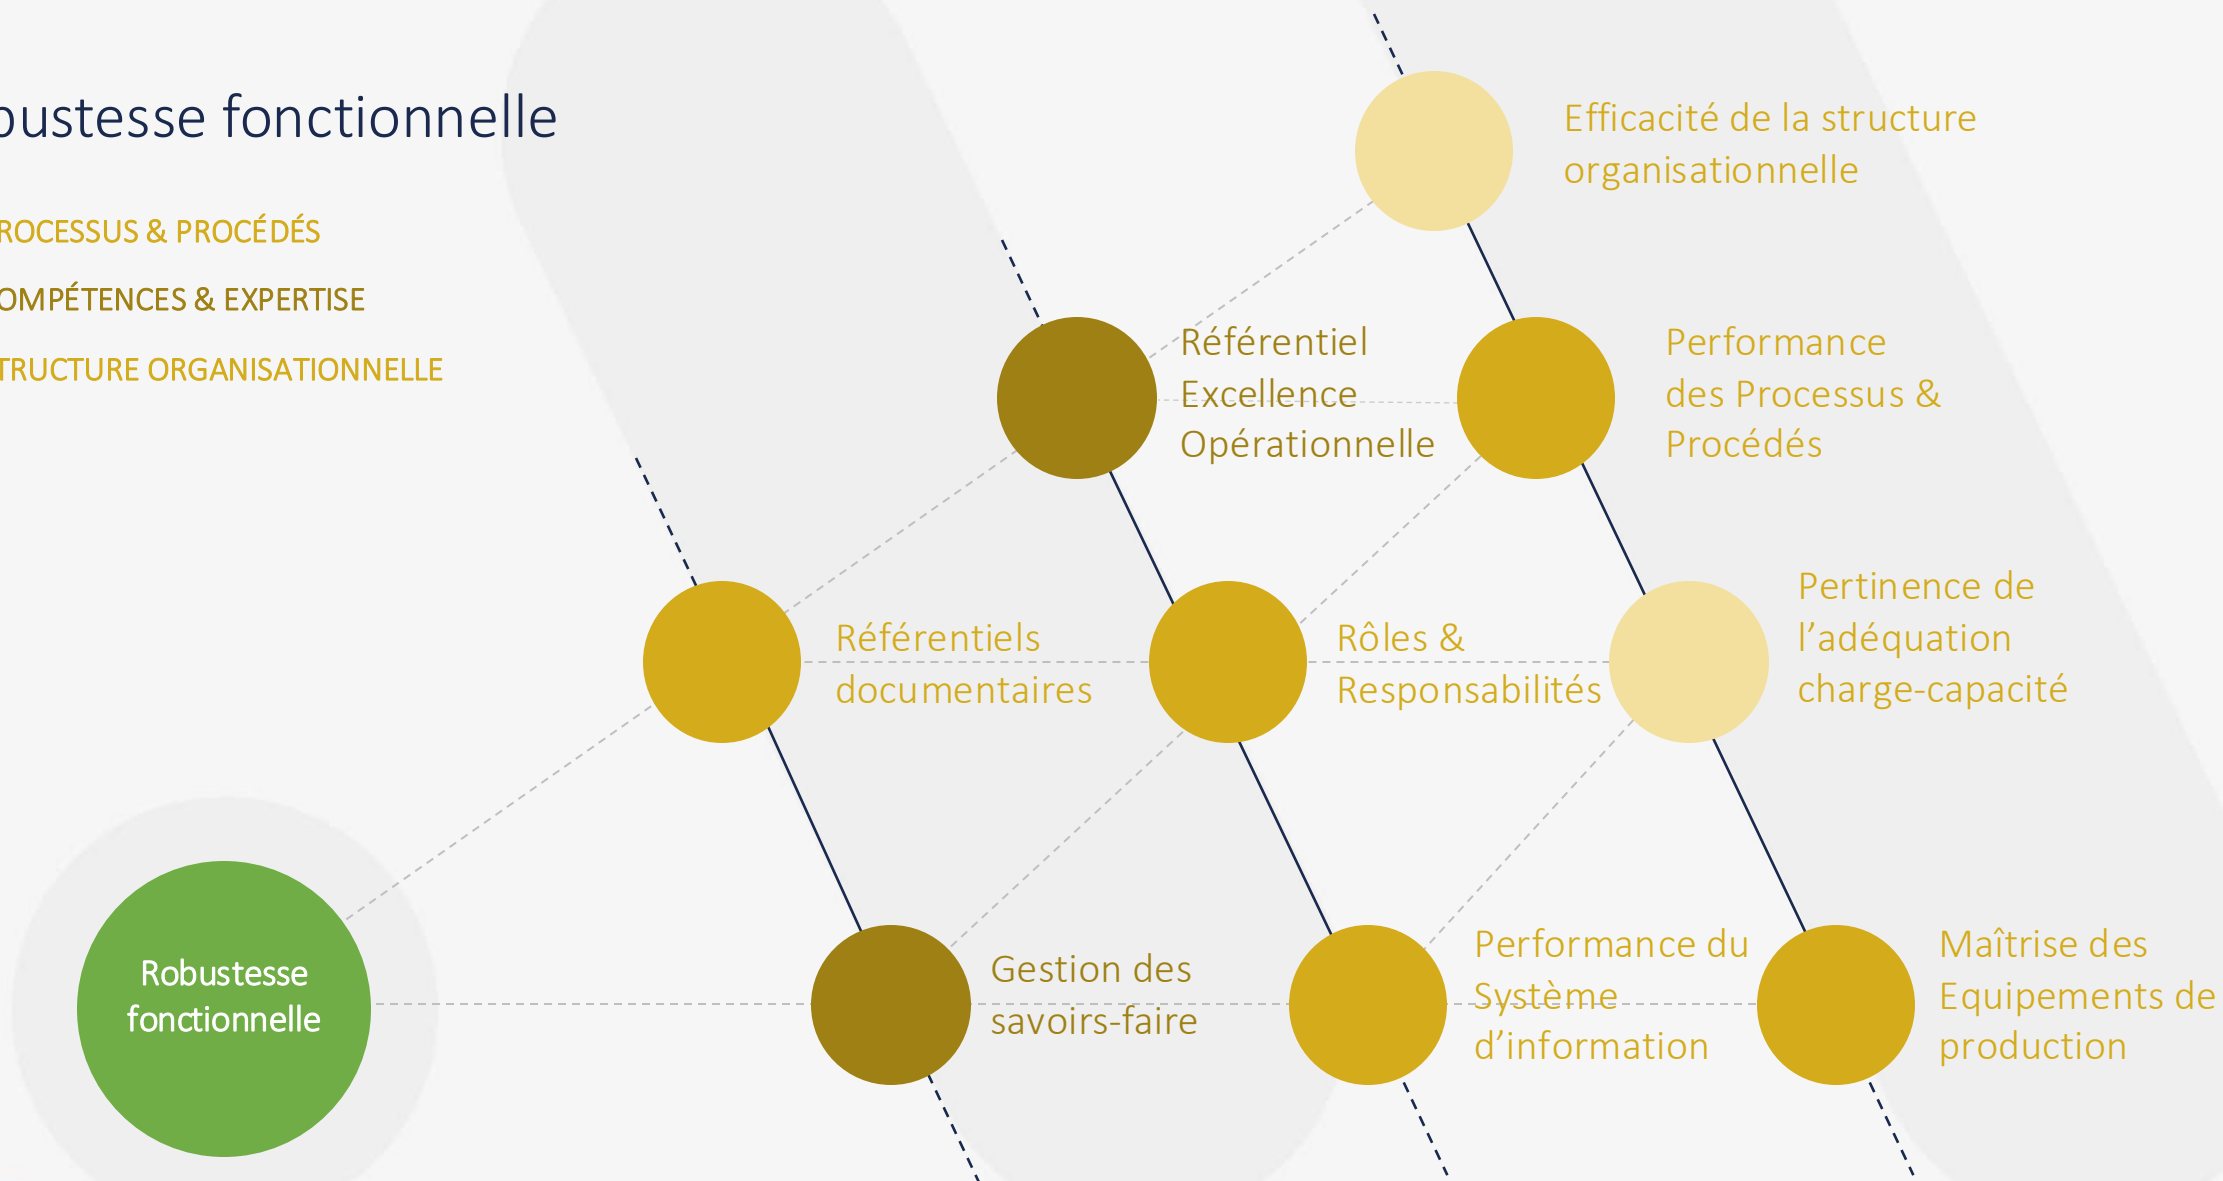 bustesse fonctionnelle
ROCESSUS & PROCÉDÉS
OMPÉTENCES & EXPERTISE
TRUCTURE ORGANISATIONNELLE
Efficacité de la structure
organisationnelle
Référentiel
Excellence
Opérationnelle
Performance
des Processus &
Procédés
Référentiels
documentaires
Rôles &
Responsabilités
Pertinence de
l’adéquation
charge-capacité
Robustesse
fonctionnelle
Gestion des
savoirs-faire
Performance du
Système
d’information
Maîtrise des
Equipements de
production